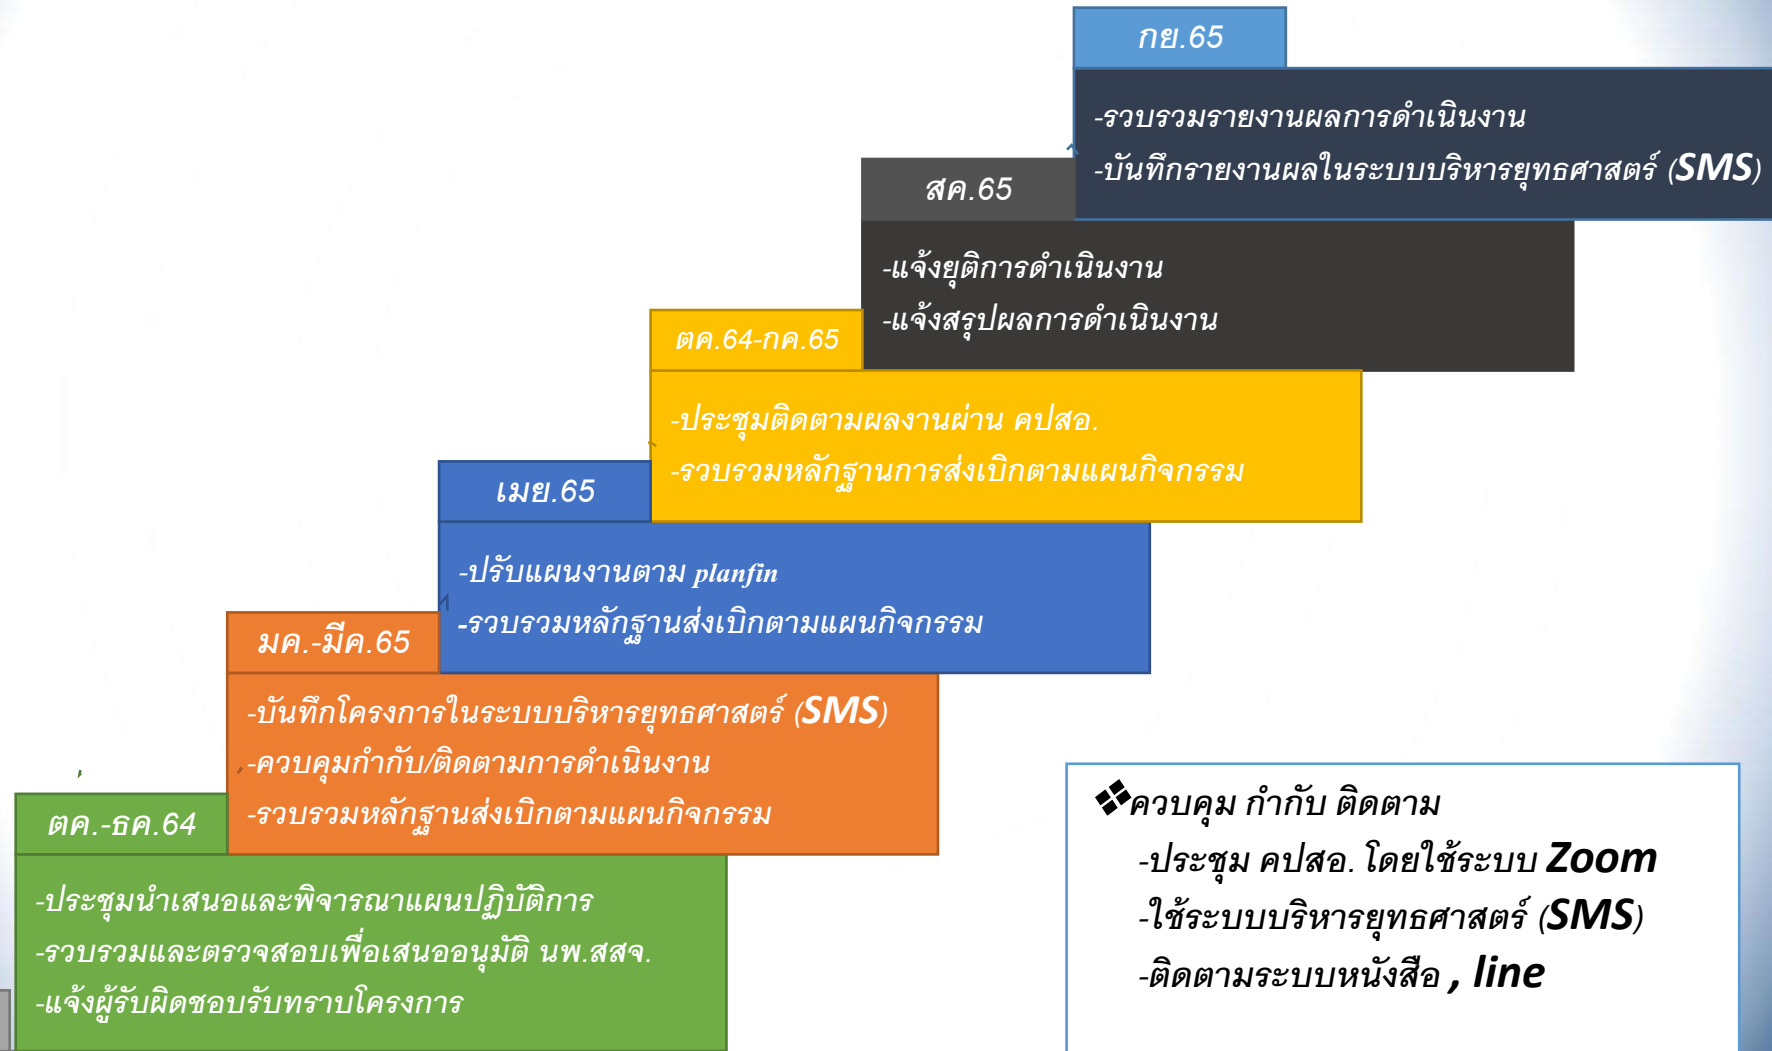 กย.65
-รวบรวมรายงานผลการดำเนินงาน
-บันทึกรายงานผลในระบบบริหารยุทธศาสตร์ (SMS)
สค.65
-แจ้งยุติการดำเนินงาน
-แจ้งสรุปผลการดำเนินงาน
ตค.64-กค.65
-ประชุมติดตามผลงานผ่าน คปสอ.
-รวบรวมหลักฐานการส่งเบิกตามแผนกิจกรรม
เมย.65
-ปรับแผนงานตาม planfin
-รวบรวมหลักฐานส่งเบิกตามแผนกิจกรรม
มค.-มีค.65
-บันทึกโครงการในระบบบริหารยุทธศาสตร์ (SMS)
-ควบคุมกำกับ/ติดตามการดำเนินงาน
-รวบรวมหลักฐานส่งเบิกตามแผนกิจกรรม
ตค.-ธค.64
-ประชุมนำเสนอและพิจารณาแผนปฏิบัติการ
-รวบรวมและตรวจสอบเพื่อเสนออนุมัติ นพ.สสจ.
-แจ้งผู้รับผิดชอบรับทราบโครงการ
❖ควบคุม กำกับ ติดตาม
-ประชุม คปสอ. โดยใช้ระบบ Zoom
-ใช้ระบบบริหารยุทธศาสตร์ (SMS)
-ติดตามระบบหนังสือ , line